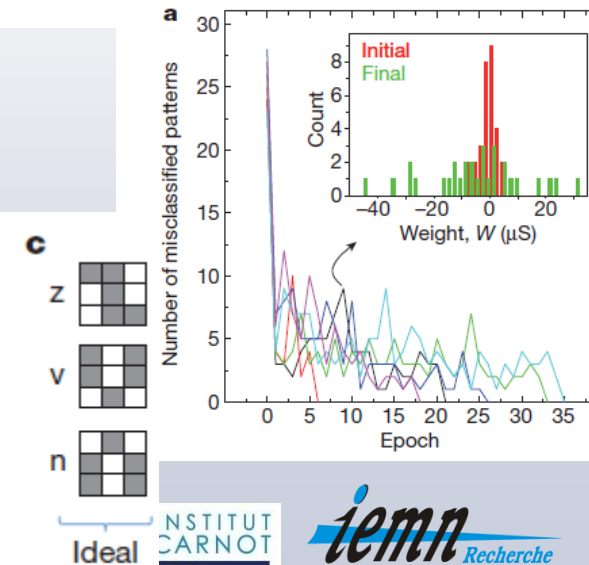 a
Number of misclassified patterns
30
25
20
15
10
5
0
0 5 10 15 20 25 30 35
Epoch
Initial
Final
Count
8
6
4
2
0
−40 −20 0 20
Weight, W (µS)
c
z
v
n
Ideal
NSTITUT
CARNOT
iemn
Recherche